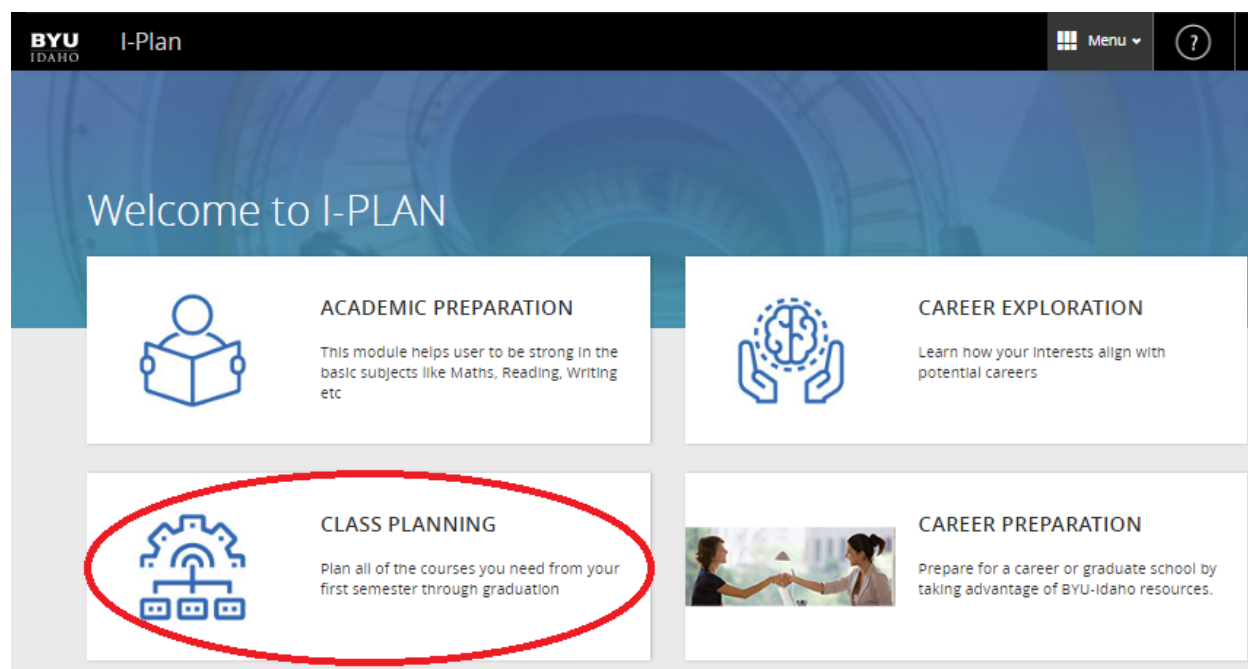 BYU
IDAHO
I-Plan
Menu
?
Welcome to I-PLAN
ACADEMIC PREPARATION
This module helps user to be strong in the
basic subjects like Maths, Reading, Writing
etc
CAREER EXPLORATION
Learn how your interests align with
potential careers
CLASS PLANNING
Plan all of the courses you need from your
first semester through graduation
CAREER PREPARATION
Prepare for a career or graduate school by
taking advantage of BYU-Idaho resources.